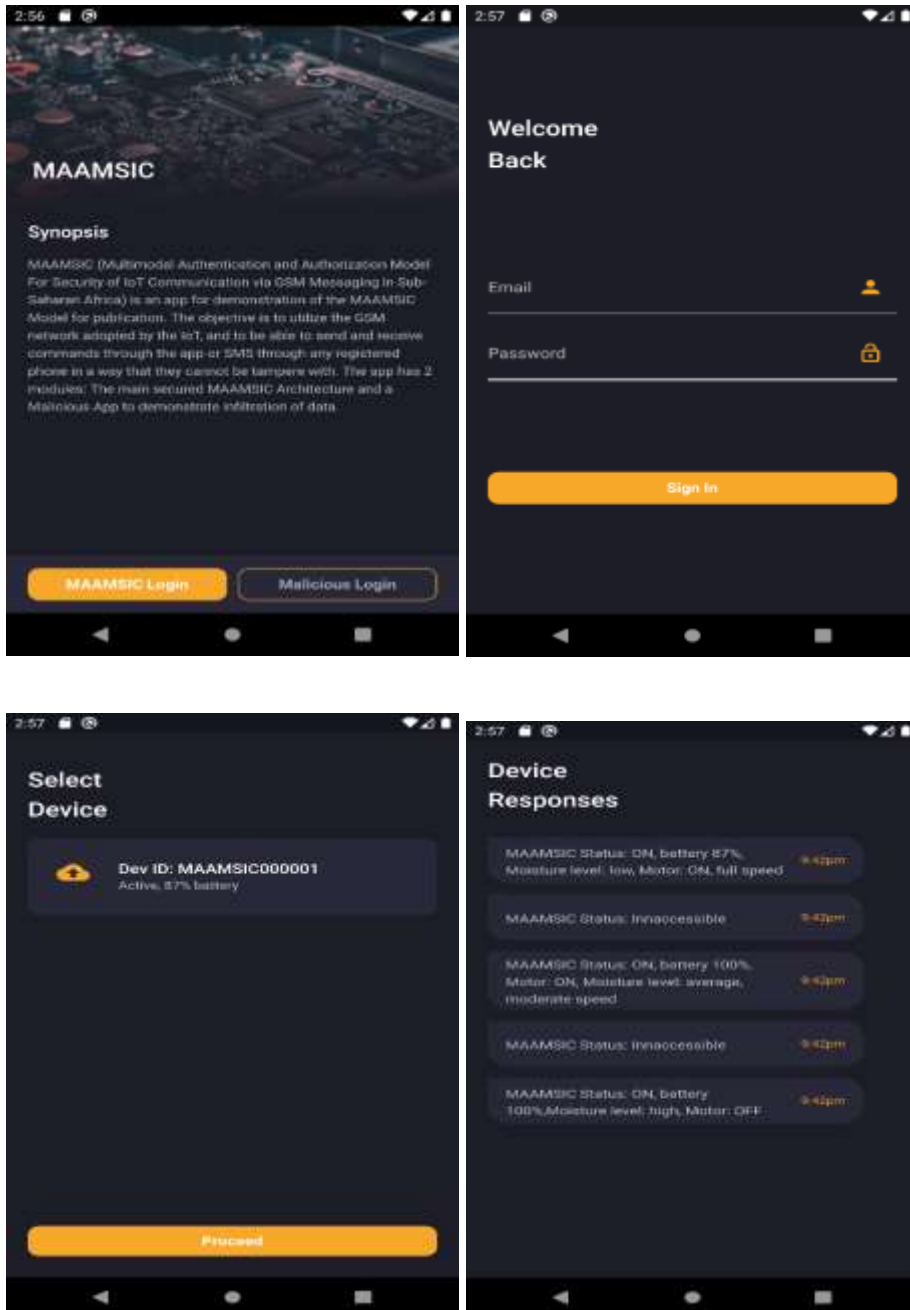 2:56
MAAMSIC
Synopsis
MAAMSIC (Multimodal Authentication and Authorization Model
For Security of IoT Communication via GSM Messaging in Sub-
Saharan Africa) is an app for demonstration of the MAAMSIC
Model for publication. The objective is to utilize the GSM
network adopted by the IoT, and to be able to send and receive
commands through the app or SMS through any registered
phone in a way that they cannot be tampere with. The app has 2
modules: The main secured MAAMSIC Architecture and a
Malicious App to demonstrate infiltration of data.
MAAMSIC Login
Malicious Login
2:57
Welcome
Back
Email
Password
Sign In
2:57
Select
Device
Dev ID: MAAMSIC000001
Active, 87% battery
Proceed
2:57
Device
Responses
MAAMSIC Status: ON, battery 87%,
Moisture level: low, Motor: ON, full speed
9:42pm
MAAMSIC Status: Innaccessible
9:42pm
MAAMSIC Status: ON, battery 100%,
Motor: ON, Moisture level: average,
moderate speed
9:42pm
MAAMSIC Status: Innaccessible
9:42pm
MAAMSIC Status: ON, battery
100%,Moisture level: high, Motor: OFF
9:42pm